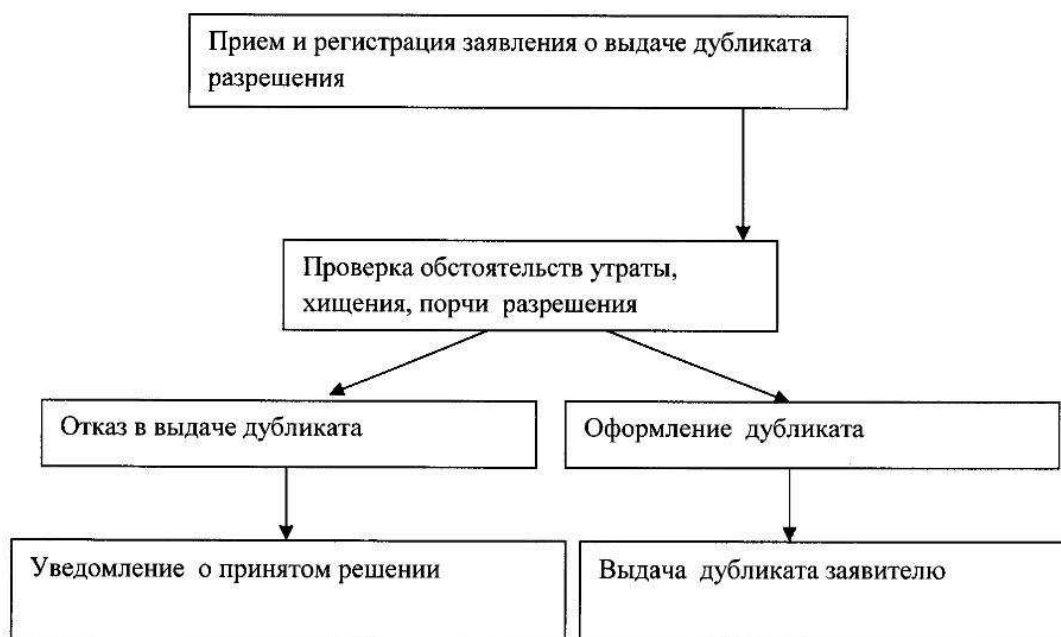 Прием и регистрация заявления о выдаче дубликата
разрешения
Проверка обстоятельств утраты,
хищения, порчи разрешения
Отказ в выдаче дубликата
Оформление дубликата
Уведомление о принятом решении
Выдача дубликата заявителю